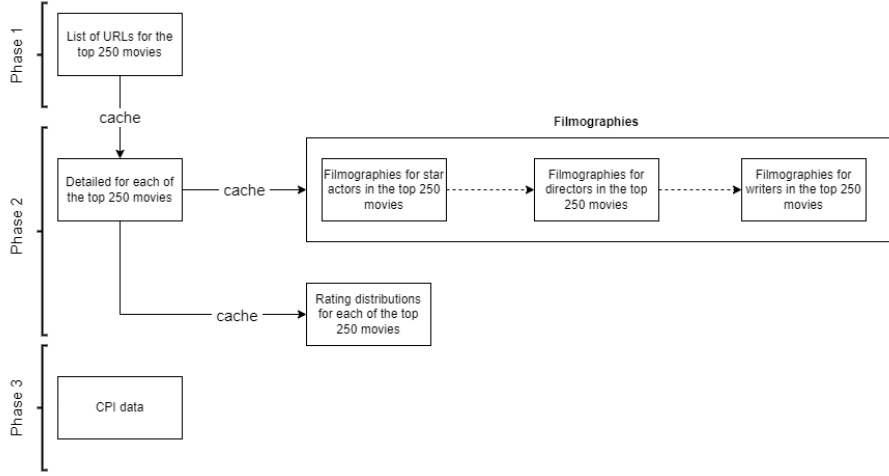 Phase 1
List of URLs for the
top 250 movies
cache
Phase 2
Filmographies
Detailed for each of
the top 250 movies
cache
Filmographies for star
actors in the top 250
movies
Filmographies for
directors in the top
250 movies
Filmographies for
writers in the top 250
movies
cache
Rating distributions
for each of the top
250 movies
Phase 3
CPI data